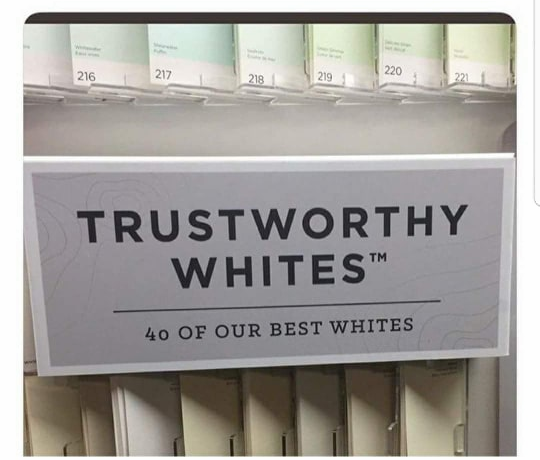 216 217 218 219 220 221
TRUSTWORTHY
WHITES™
40 OF OUR BEST WHITES